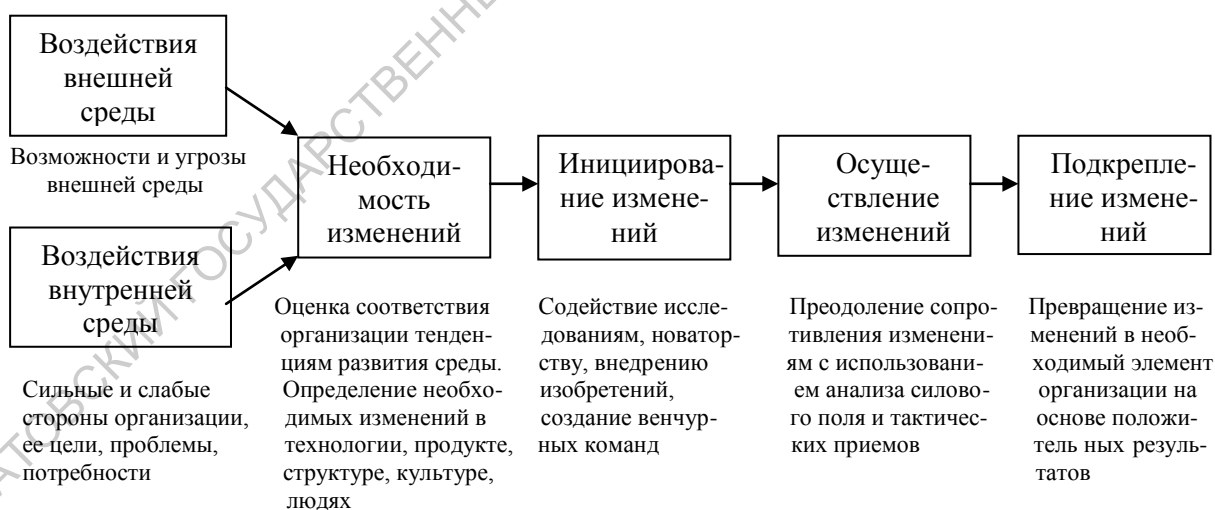 Воздействия
внешней
среды
Возможности и угрозы
внешней среды
Воздействия
внутренней
среды
Сильные и слабые
стороны организации,
ее цели, проблемы,
потребности
Необходи-
мость
изменений
Оценка соответствия
организации тенден-
циям развития среды.
Определение необхо-
димых изменений в
технологии, продукте,
структуре, культуре,
людях
Инициирова-
ние измене-
ний
Содействие иссле-
дованиям, новатор-
ству, внедрению
изобретений,
создание венчур-
ных команд
Осуще-
ствление
изменений
Преодоление сопро-
тивления изменени-
ям с использовани-
ем анализа силово-
го поля и тактичес-
ких приемов
Подкрепле-
ние измене-
ний
Превращение из-
менений в необ-
ходимый элемент
организации на
основе положи-
тель ных резуль-
татов